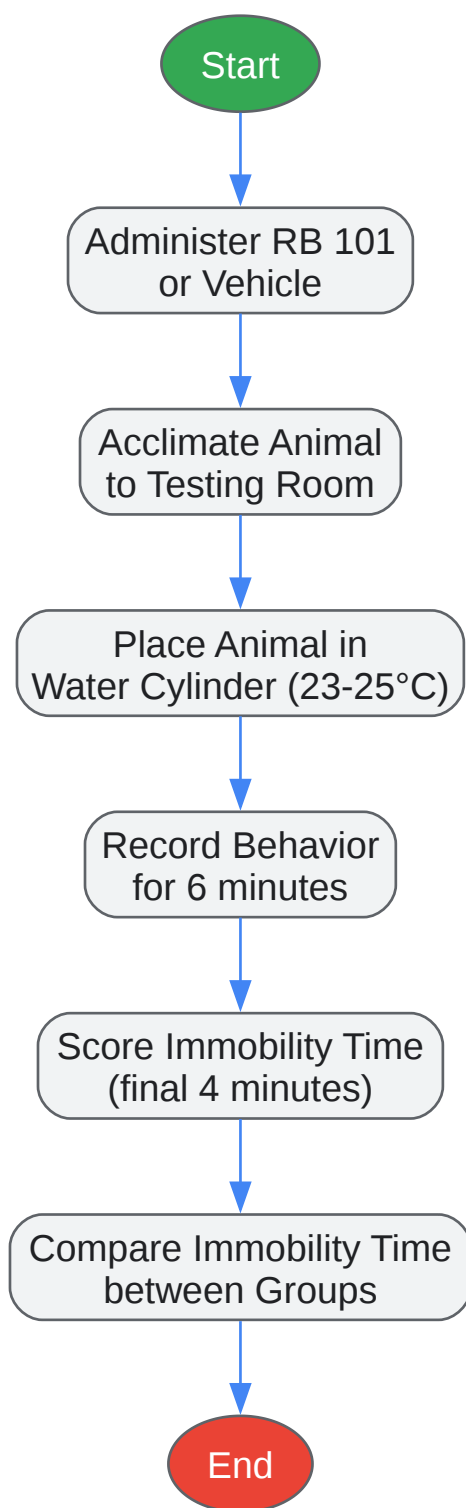 Start
Administer RB 101
or Vehicle
Acclimate Animal
to Testing Room
Place Animal in
Water Cylinder (23-25°C)
Record Behavior
for 6 minutes
Score Immobility Time
(final 4 minutes)
Compare Immobility Time
between Groups
End